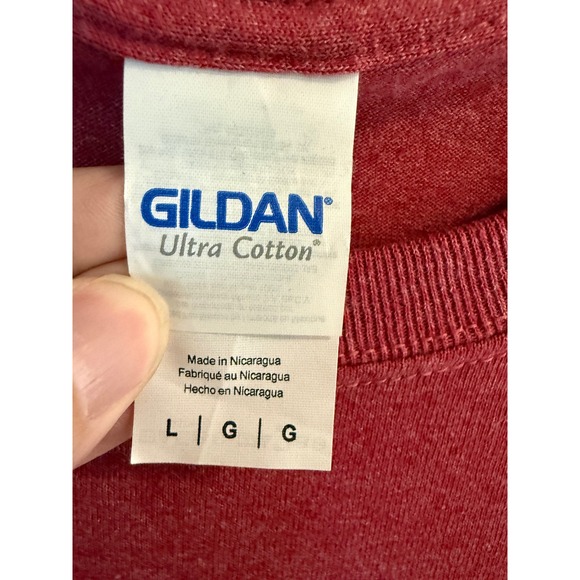 GILDAN®
Ultra Cotton®
Made in Nicaragua
Fabriqué au Nicaragua
Hecho en Nicaragua
L | G | G